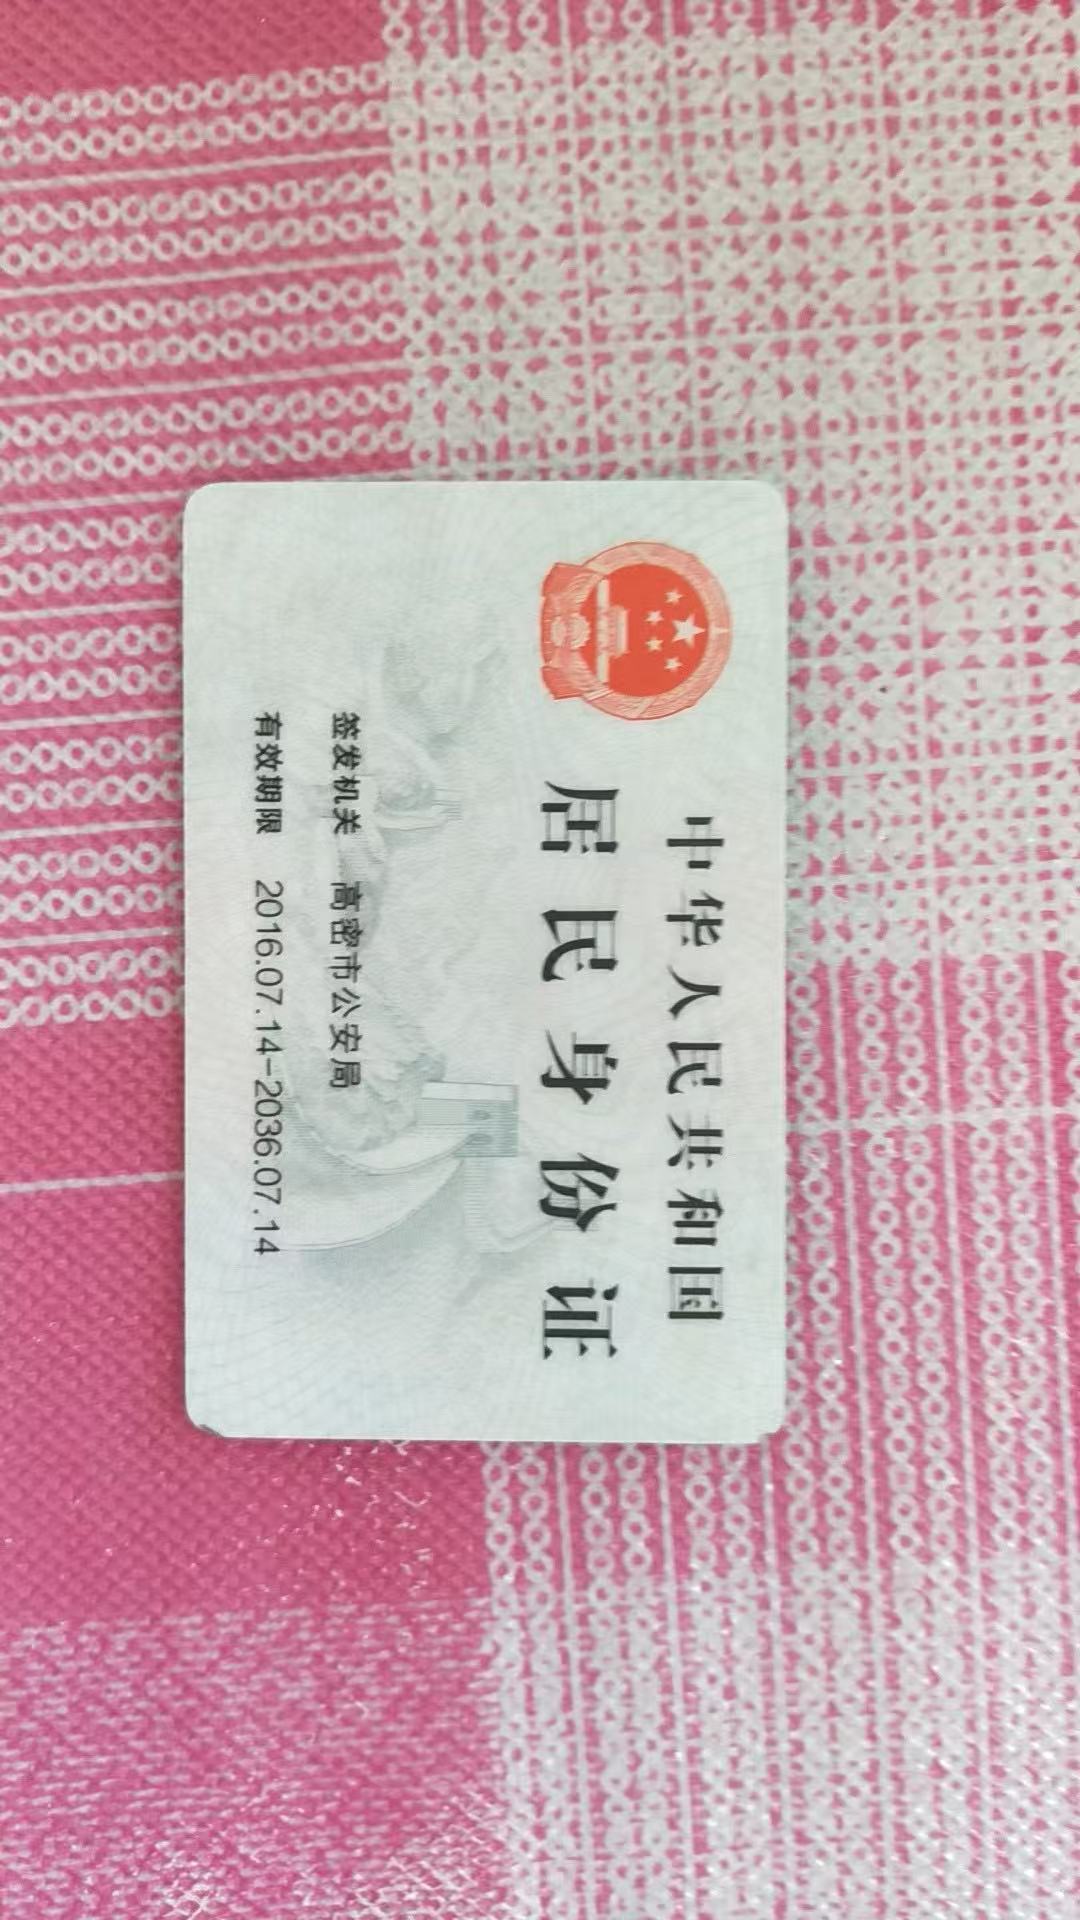 中华人民共和国
居民身份证
签发机关 高密市公安局
有效期限 2016.07.14-2036.07.14